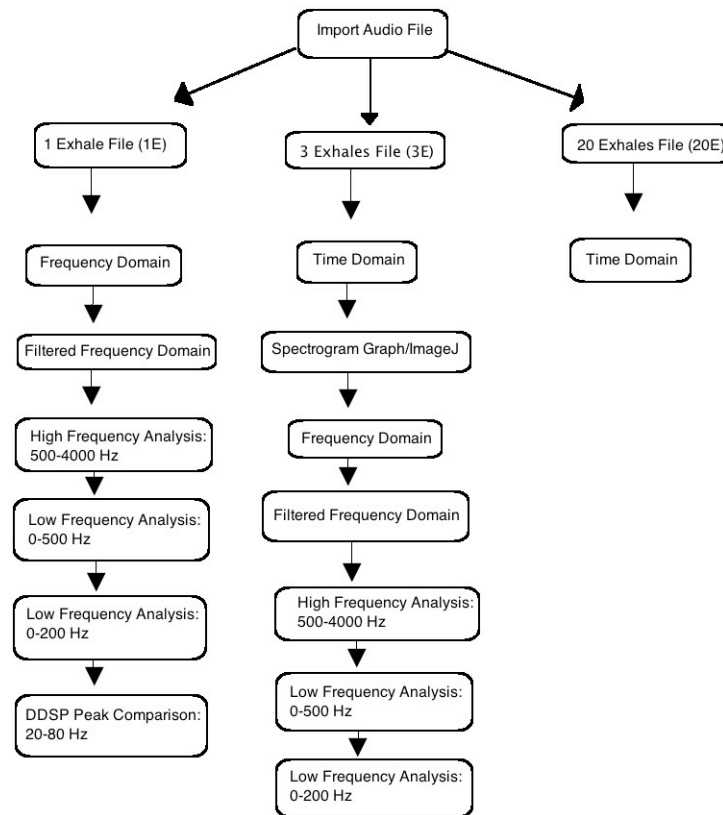 Import Audio File
1 Exhale File (1E)
3 Exhales File (3E)
20 Exhales File (20E)
Frequency Domain
Time Domain
Time Domain
Filtered Frequency Domain
Spectrogram Graph/ImageJ
High Frequency Analysis:
500-4000 Hz
Frequency Domain
Low Frequency Analysis:
0-500 Hz
Filtered Frequency Domain
Low Frequency Analysis:
0-200 Hz
High Frequency Analysis:
500-4000 Hz
DDSP Peak Comparison:
20-80 Hz
Low Frequency Analysis:
0-500 Hz
Low Frequency Analysis:
0-200 Hz